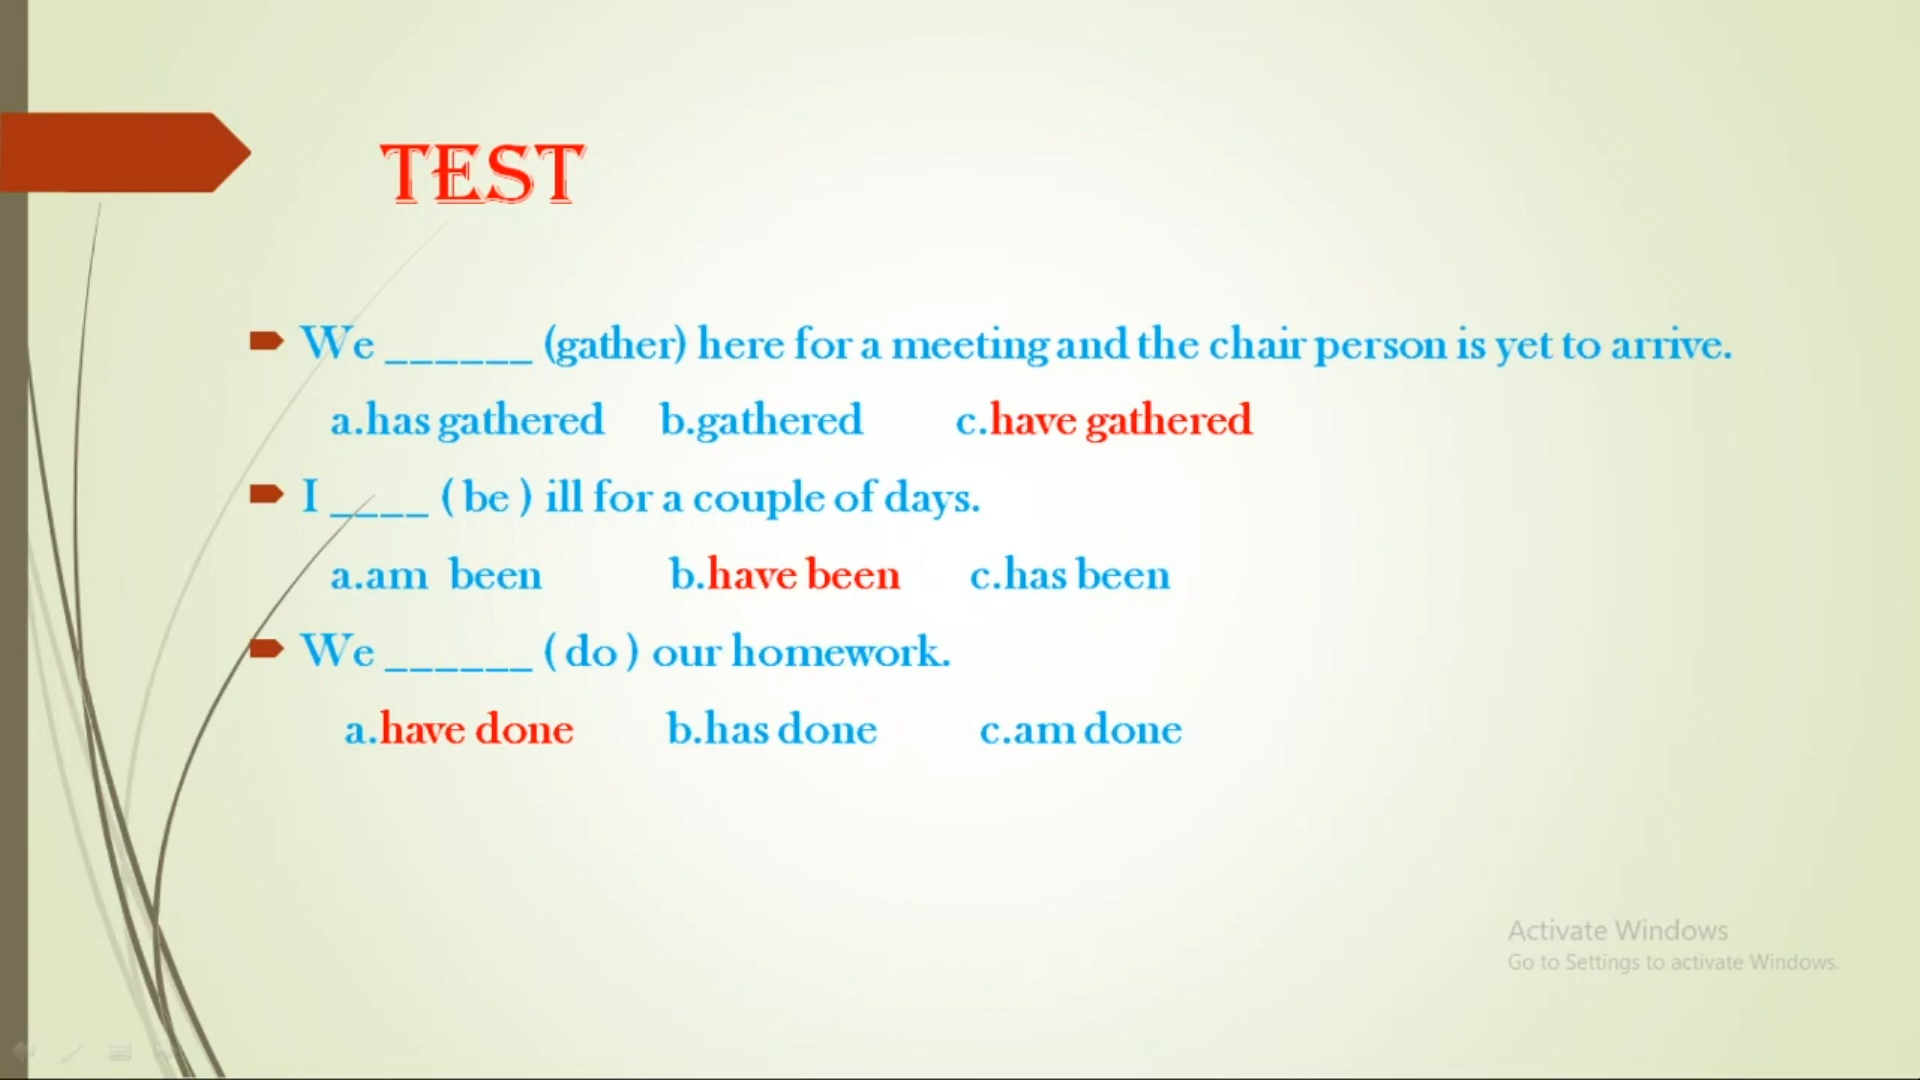 TEST
We ______ (gather) here for a meeting and the chair person is yet to arrive.
a.has gathered b.gathered c.have gathered
I ____ ( be ) ill for a couple of days.
a.am been b.have been c.has been
We ______ ( do ) our homework.
a.have done b.has done c.am done
Activate Windows
Go to Settings to activate Windows.